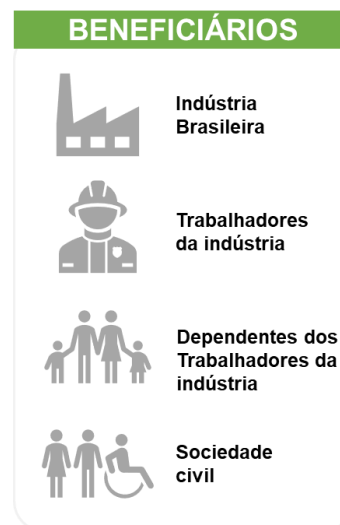 BENEFICIÁRIOS
Indústria
Brasileira
Trabalhadores
da indústria
Dependentes dos
Trabalhadores da
indústria
Sociedade
civil